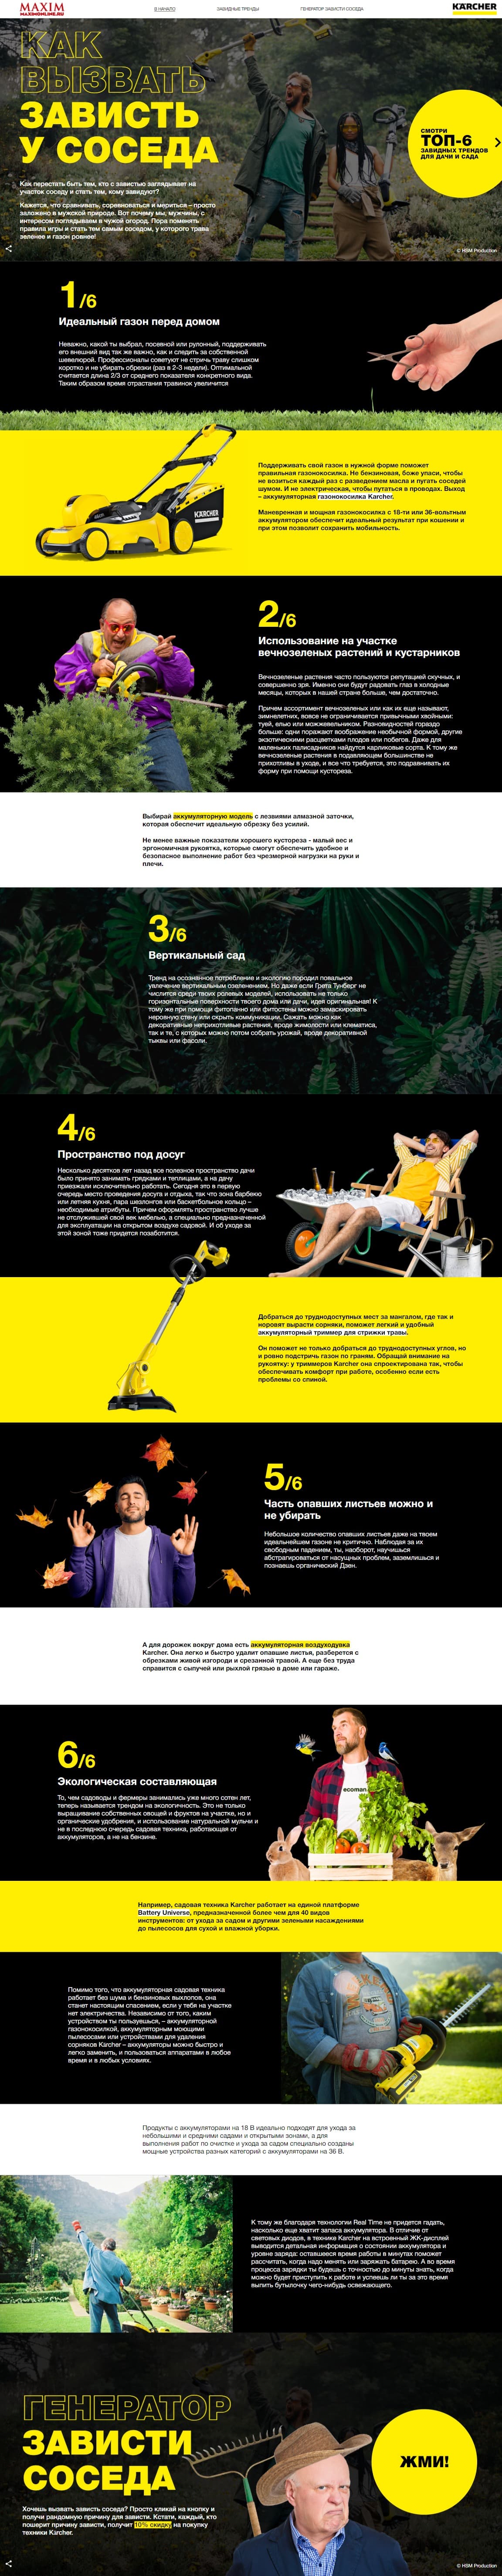 MAXIM
MAXIMONLINE.RU
В НАЧАЛО
ЗАВИДНЫЕ ТРЕНДЫ
ГЕНЕРАТОР ЗАВИСТИ СОСЕДА
KÄRCHER
КАК
ВЫЗВАТЬ
ЗАВИСТЬ
У СОСЕДА
СМОТРИ
ТОП-6
ЗАВИДНЫХ ТРЕНДОВ
ДЛЯ ДАЧИ И САДА
Как перестать быть тем, кто с завистью заглядывает на
участок соседу и стать тем, кому завидуют?
Кажется, что сравнивать, соревноваться и мериться – просто
заложено в мужской природе. Вот почему мы, мужчины, с
интересом поглядываем в чужой огород. Пора поменять
правила игры и стать тем самым соседом, у которого трава
зеленее и газон ровнее!
© HSM Production
1/6
Идеальный газон перед домом
Неважно, какой ты выбрал, посевной или рулонный, поддерживать
его внешний вид так же важно, как и следить за собственной
шевелюрой. Профессионалы советуют не стричь траву слишком
коротко и не убирать обрезки (раз в 2-3 недели). Оптимальной
считается длина 2/3 от среднего показателя конкретного вида.
Таким образом время отрастания травинок увеличится
KÄRCHER
Поддерживать свой газон в нужной форме поможет
правильная газонокосилка. Не бензиновая, боже упаси, чтобы
не возиться каждый раз с разведением масла и пугать соседей
шумом. И не электрическая, чтобы путаться в проводах. Выход
– аккумуляторная газонокосилка Karcher.
Маневренная и мощная газонокосилка с 18-ти или 36-вольтным
аккумулятором обеспечит идеальный результат при кошении и
при этом позволит сохранить мобильность.
2/6
Использование на участке
вечнозеленых растений и кустарников
Вечнозеленые растения часто пользуются репутацией скучных, и
совершенно зря. Именно они будут радовать глаз в холодные
месяцы, которых в нашей стране больше, чем достаточно.
Причем ассортимент вечнозеленых или как их еще называют,
зимнелетних, вовсе не ограничивается привычными хвойными:
туей, елью или можжевельником. Разновидностей гораздо
больше: одни поражают необычной формой, другие
экзотическими расцветками плодов или побегов. Даже для
маленьких палисадников найдутся карликовые сорта. К тому же
вечнозеленые растения в подавляющем большинстве не
прихотливы в уходе, и все что требуется, это подравнивать их
форму при помощи кустореза.
Выбирай аккумуляторную модель с лезвиями алмазной заточки,
которая обеспечит идеальную обрезку без усилий.
Не менее важные показатели хорошего кустореза - малый вес и
эргономичная рукоятка, которые смогут обеспечить удобное и
безопасное выполнение работ без чрезмерной нагрузки на руки и
плечи.
3/6
Вертикальный сад
Тренд на осознанное потребление и экологию породил повальное
увлечение вертикальным озеленением. Но даже если Грета Тунберг не
числится среди твоих ролевых моделей, использовать не только
горизонтальные поверхности твоего дома или дачи, идея оригинальная! К
тому же при помощи фитопанно или фитостены можно замаскировать
неровную стену или скрыть коммуникации. Сажать можно как
декоративные неприхотливые растения, вроде жимолости или клематиса,
так и те, с которых можно потом собрать урожай, вроде декоративной
тыквы или фасоли.
4/6
Пространство под досуг
Несколько десятков лет назад все полезное пространство дачи
было принято занимать грядками и теплицами, а на дачу
приезжали исключительно работать. Сегодня это в первую
очередь место проведения досуга и отдыха, так что зона барбекю
или летняя кухня, пара шезлонгов или баскетбольное кольцо –
необходимые атрибуты. Причем оформлять пространство лучше
не отслужившей свой век мебелью, а специально предназначенной
для эксплуатации на открытом воздухе садовой. И об уходе за
этой зоной тоже придется позаботится.
Добраться до труднодоступных мест за мангалом, где так и
норовят вырасти сорняки, поможет легкий и удобный
аккумуляторный триммер для стрижки травы.
Он поможет не только добраться до труднодоступных углов, но
и ровно подстричь газон по граням. Обращай внимание на
рукоятку: у триммеров Karcher она спроектирована так, чтобы
обеспечивать комфорт при работе, особенно если есть
проблемы со спиной.
5/6
Часть опавших листьев можно и
не убирать
Небольшое количество опавших листьев даже на твоем
идеальнейшем газоне не критично. Наблюдая за их
свободным падением, ты, наоборот, научишься
абстрагироваться от насущных проблем, заземлишься и
познаешь органический Дзен.
А для дорожек вокруг дома есть аккумуляторная воздуходувка
Karcher. Она легко и быстро удалит опавшие листья, разберется с
обрезками живой изгороди и срезанной травой. А еще без труда
справится с сыпучей или рыхлой грязью в доме или гараже.
6/6
Экологическая составляющая
То, чем садоводы и фермеры занимались уже много сотен лет,
теперь называется трендом на экологичность. Это не только
выращивание собственных овощей и фруктов на участке, но и
органические удобрения, и использование натуральной мульчи и
не в последнюю очередь садовая техника, работающая от
аккумуляторов, а не на бензине.
ecoman.
Например, садовая техника Karcher работает на единой платформе
Battery Universe, предназначенной более чем для 40 видов
инструментов: от ухода за садом и другими зелеными насаждениями
до пылесосов для сухой и влажной уборки.
Помимо того, что аккумуляторная садовая техника
работает без шума и бензиновых выхлопов, она
станет настоящим спасением, если у тебя на участке
нет электричества. Независимо от того, каким
устройством ты пользуешься, – аккумуляторной
газонокосилкой, аккумуляторным моющими
пылесосами или устройствами для удаления
сорняков Karcher – аккумуляторы можно быстро и
легко заменить, и пользоваться аппаратами в любое
время и в любых условиях.
Продукты с аккумуляторами на 18 В идеально подходят для ухода за
небольшими и средними садами и открытыми зонами, а для
выполнения работ по очистке и ухода за садом специально созданы
мощные устройства разных категорий с аккумуляторами на 36 В.
К тому же благодаря технологии Real Time не придется гадать,
насколько еще хватит запаса аккумулятора. В отличие от
световых диодов, в технике Karcher на встроенный ЖК-дисплей
выводится детальная информация о состоянии аккумулятора и
уровне заряда: оставшееся время работы в минутах поможет
рассчитать, когда надо менять или заряжать батарею. А во время
процесса зарядки ты будешь с точностью до минуты знать, когда
можно будет приступить к работе и успеешь ли ты за это время
выпить бутылочку чего-нибудь освежающего.
ГЕНЕРАТОР
ЗАВИСТИ
СОСЕДА
ЖМИ!
Хочешь вызвать зависть соседа? Просто кликай на кнопку и
получи рандомную причину для зависти. Кстати, каждый, кто
пошерит причину зависти, получит 10% скидку на покупку
техники Karcher.
© HSM Production